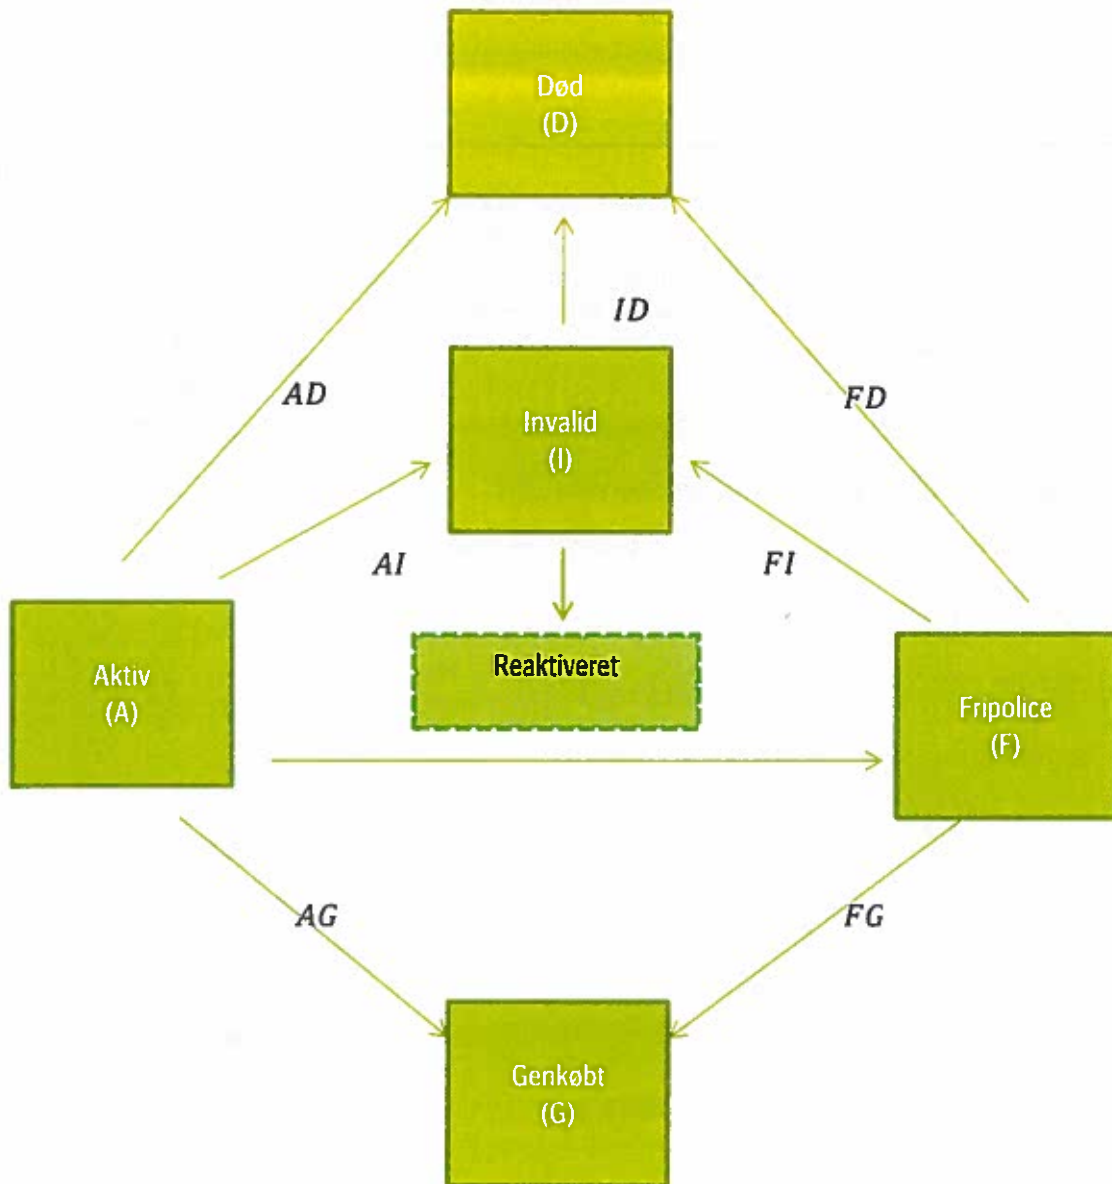 Død
(D)
ID
AD
FD
Invalid
(I)
AI
FI
Reaktiveret
Aktiv
(A)
Fripolice
(F)
AG
FG
Genkøbt
(G)